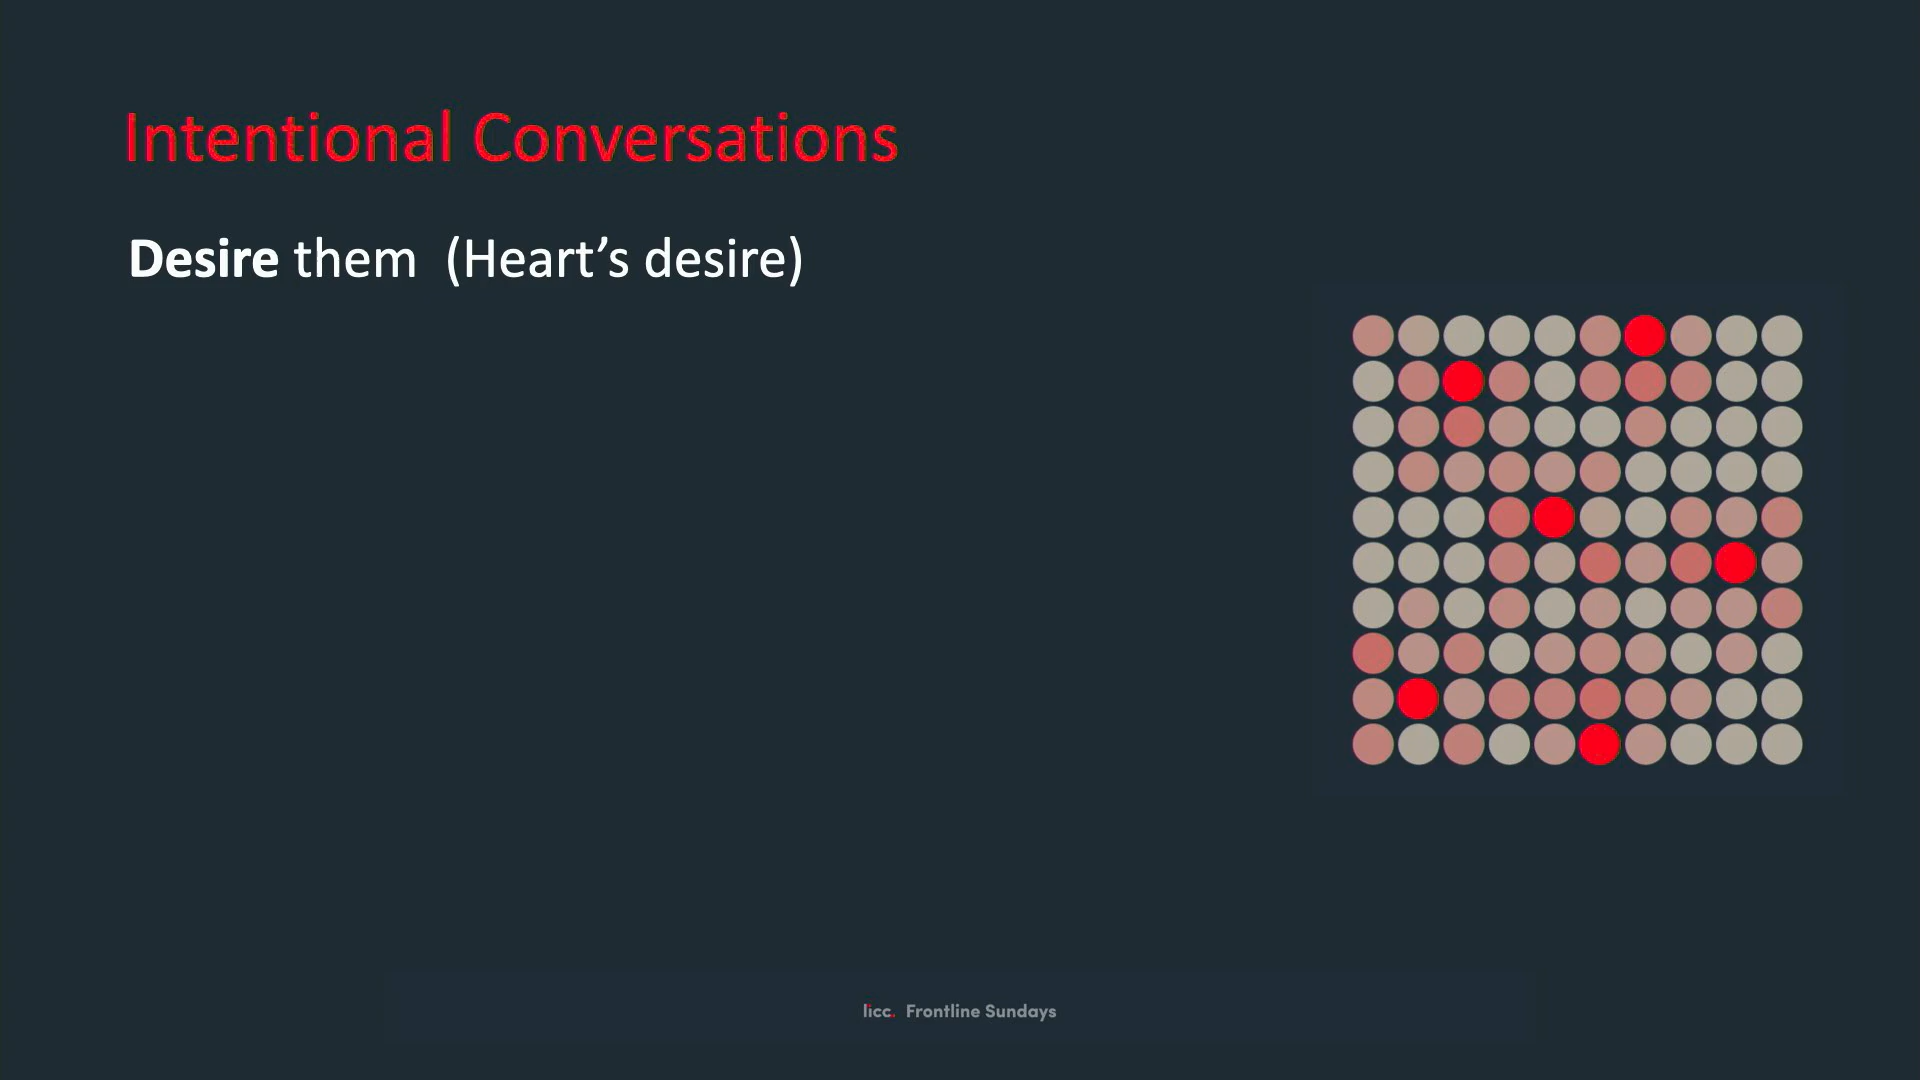 Intentional Conversations
Desire them (Heart’s desire)
licc. Frontline Sundays